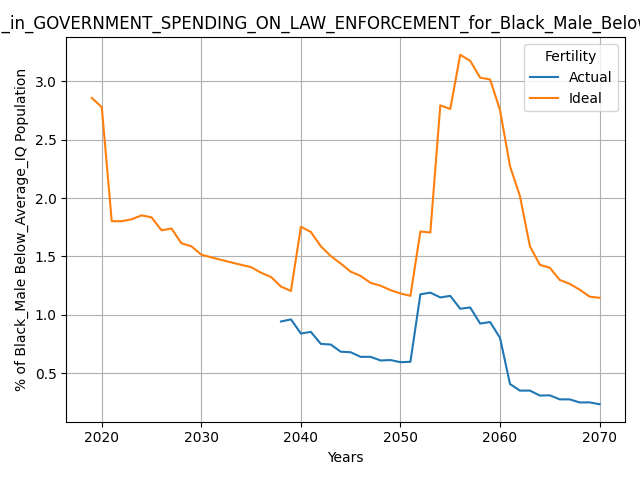 _in_GOVERNMENT_SPENDING_ON_LAW_ENFORCEMENT_for_Black_Male_Below
Fertility
Actual
Ideal
% of Black_Male Below_Average_IQ Population
3.0
2.5
2.0
1.5
1.0
0.5
2020 2030 2040 2050 2060 2070
Years